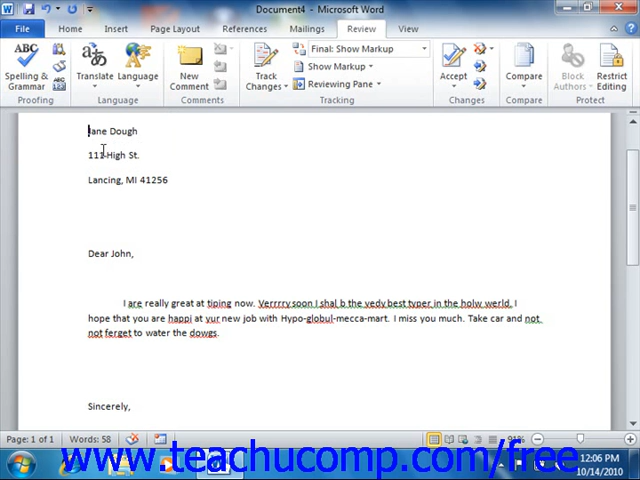 Document4 - Microsoft Word
File Home Insert Page Layout References Mailings Review View
Spelling & Grammar
Proofing
Translate
Language
Language
New Comment
Comments
Track Changes
Final: Show Markup
Show Markup
Reviewing Pane
Tracking
Accept
Changes
Compare
Compare
Block Authors
Restrict Editing
Protect
Jane Dough
111 High St.
Lancing, MI 41256
Dear John,
I are really great at tiping now. Verrrry soon I shal b the vedy best typer in the holw werld. I
hope that you are happi at yur new job with Hypo-globul-mecca-mart. I miss you much. Take car and not
not ferget to water the dowgs.
Sincerely,
Page: 1 of 1 Words: 58 91%
www.teachucomp.com/free
12:06 PM
10/14/2010